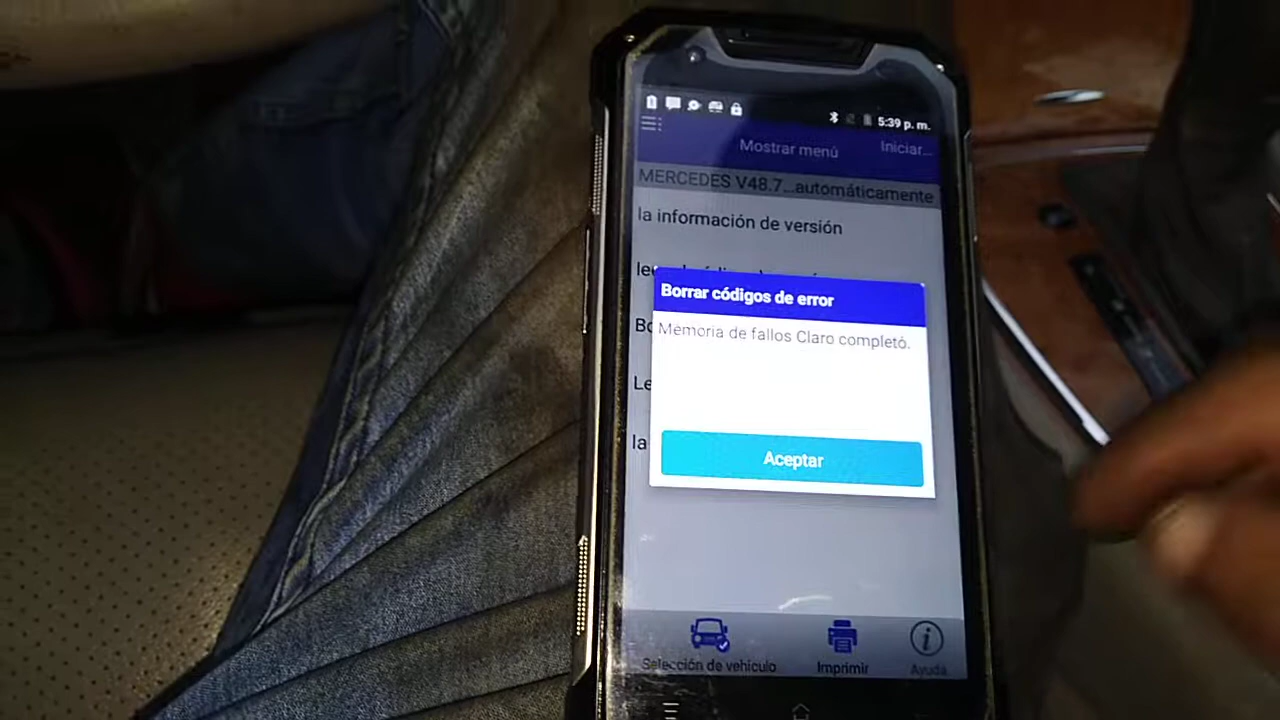 5:39 p. m.
Mostrar menú
Iniciar...
MERCEDES V48.7...automáticamente
la información de versión
Borrar códigos de error
Memoria de fallos Claro completó.
Le
la
Aceptar
Selección de vehículo
Imprimir
Ayuda